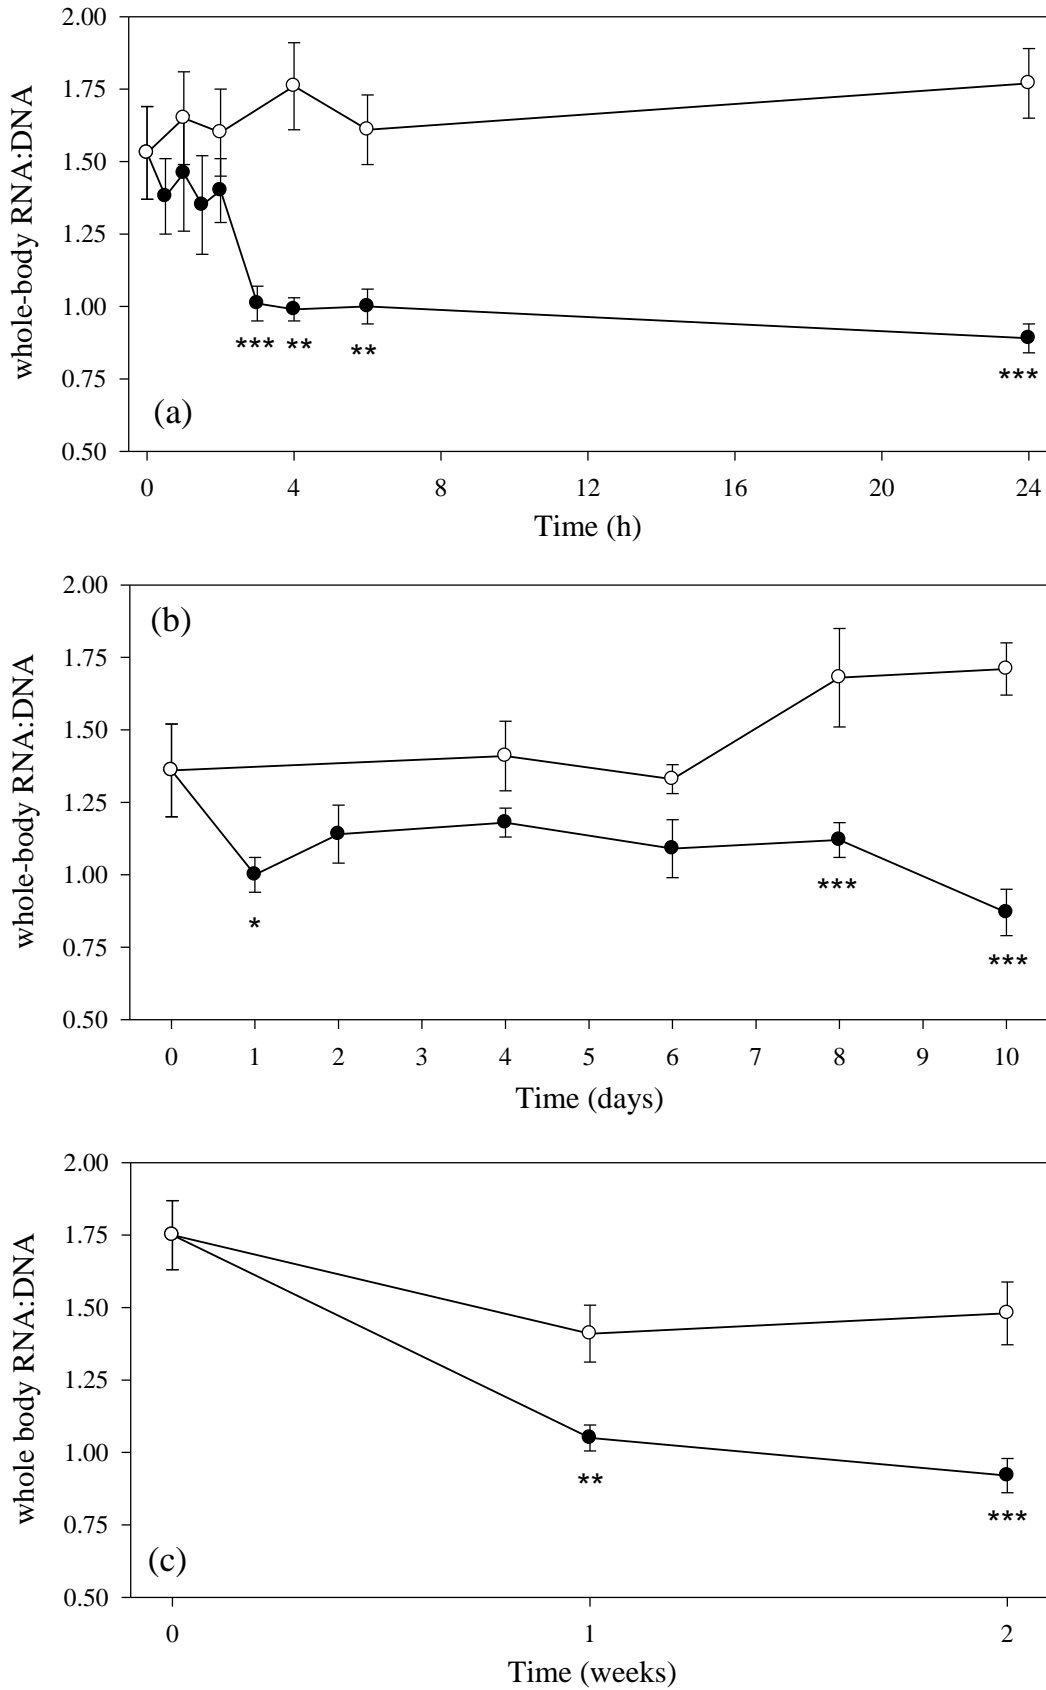 2.00
1.75
1.50
1.25
1.00
0.75
0.50
whole-body RNA:DNA
*** ** **
***
(a)
0 4 8 12 16 20 24
Time (h)
2.00
1.75
1.50
1.25
1.00
0.75
0.50
whole-body RNA:DNA
(b)
*
***
***
0 1 2 3 4 5 6 7 8 9 10
Time (days)
2.00
1.75
1.50
1.25
1.00
0.75
0.50
whole body RNA:DNA
**
***
(c)
0 1 2
Time (weeks)